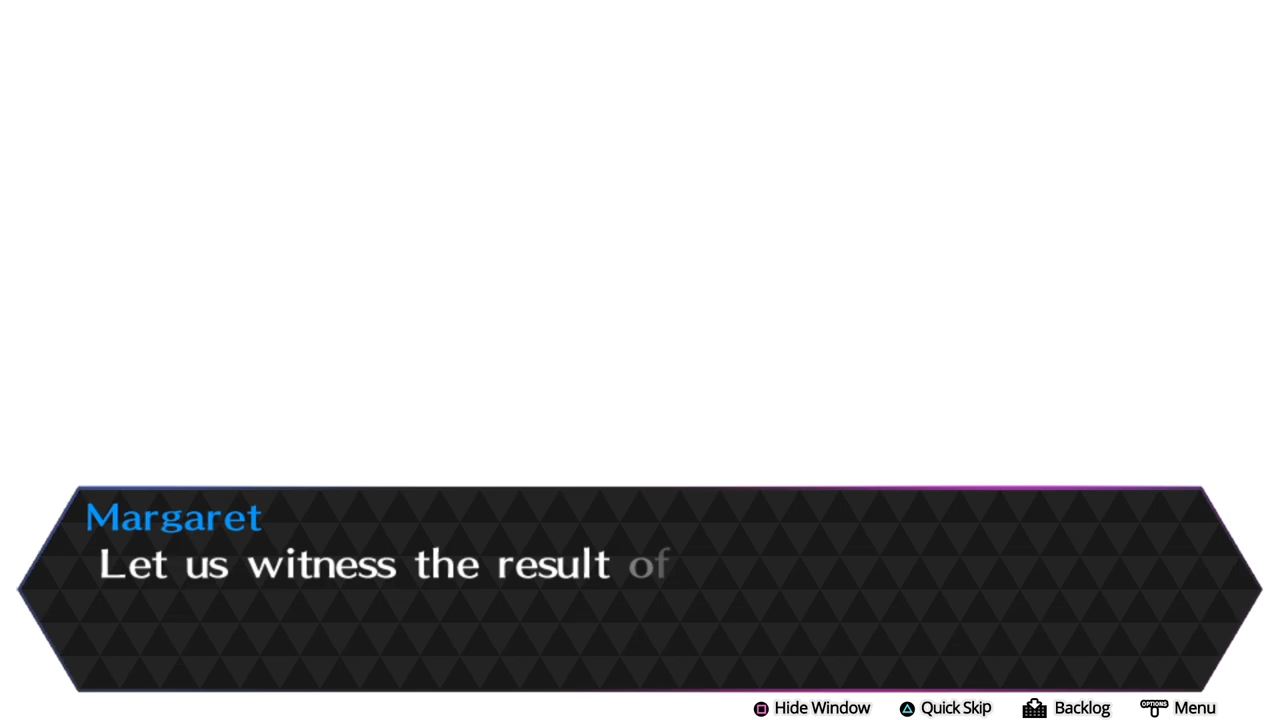 Margaret
Let us witness the result of
Hide Window Quick Skip OPTIONS Backlog Menu